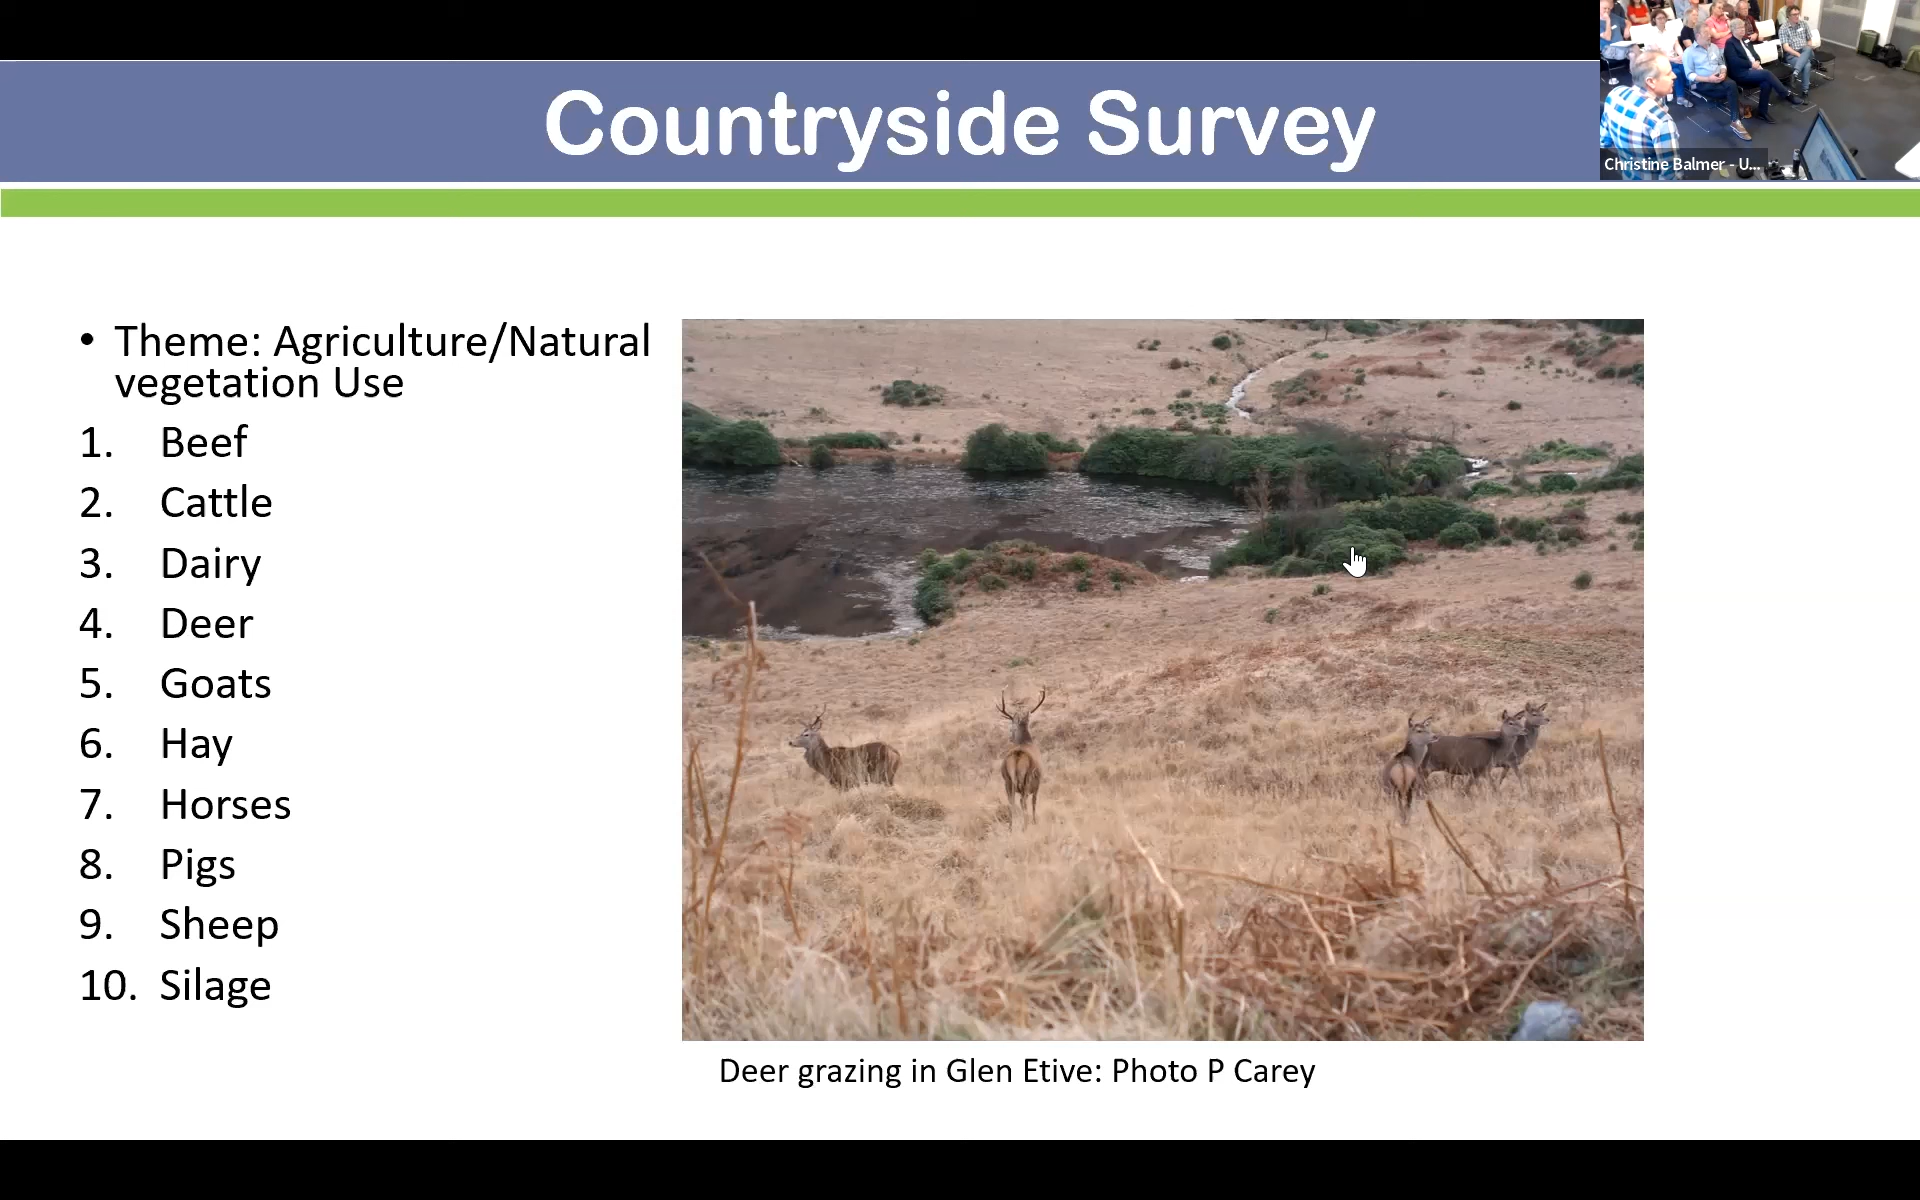 Countryside Survey
Christine Balmer - U...
• Theme: Agriculture/Natural
vegetation Use
1. Beef
2. Cattle
3. Dairy
4. Deer
5. Goats
6. Hay
7. Horses
8. Pigs
9. Sheep
10. Silage
Deer grazing in Glen Etive: Photo P Carey